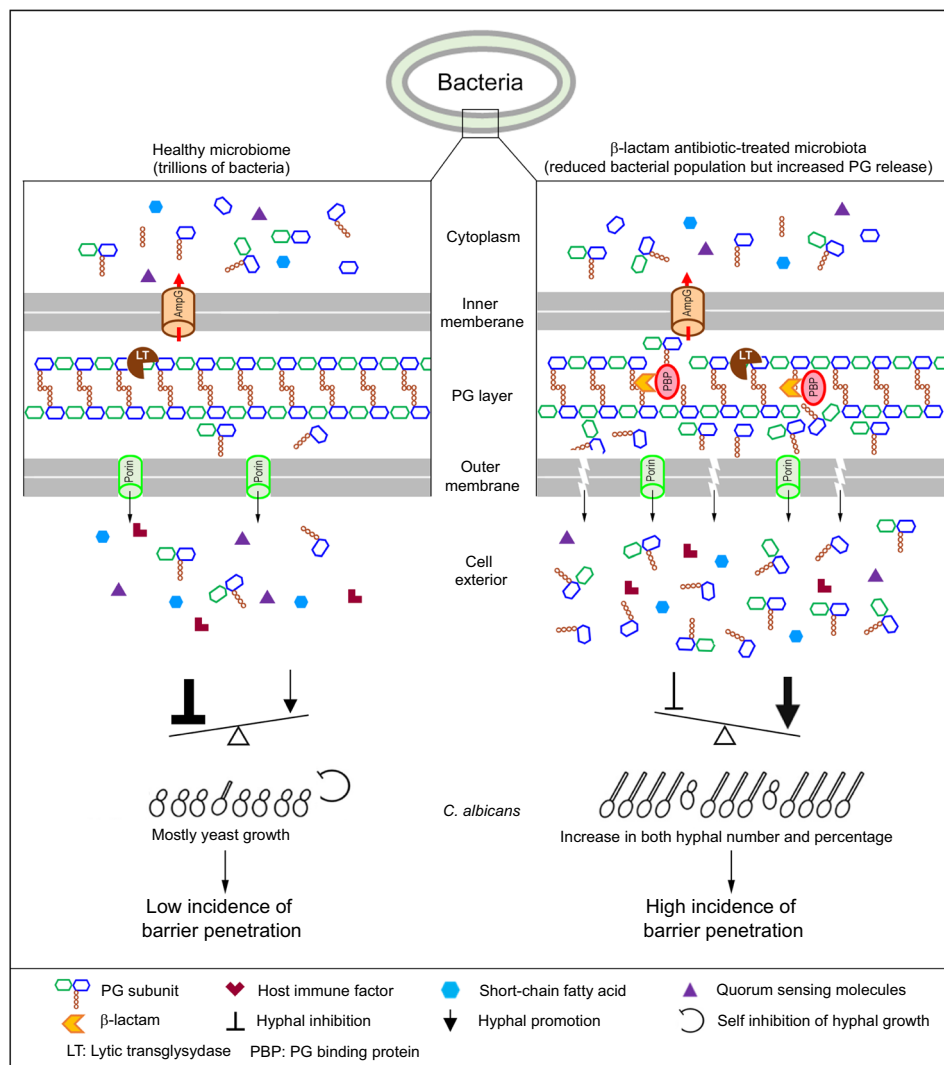 Bacteria
Healthy microbiome
(trillions of bacteria)
β-lactam antibiotic-treated microbiota
(reduced bacterial population but increased PG release)
Cytoplasm
AmpG
Inner
memberane
AmpG
LT
PG layer
PBP
LT
PBP
Porin
Porin
Outer
membrane
Porin
Porin
Cell
exterior
C. albicans
Mostly yeast growth
Increase in both hyphal number and percentage
Low incidence of
barrier penetration
High incidence of
barrier penetration
PG subunit
Host immune factor
Short-chain fatty acid
Quorum sensing molecules
β-lactam
Hyphal inhibition
Hyphal promotion
Self inhibition of hyphal growth
LT: Lytic transglysydase PBP: PG binding protein